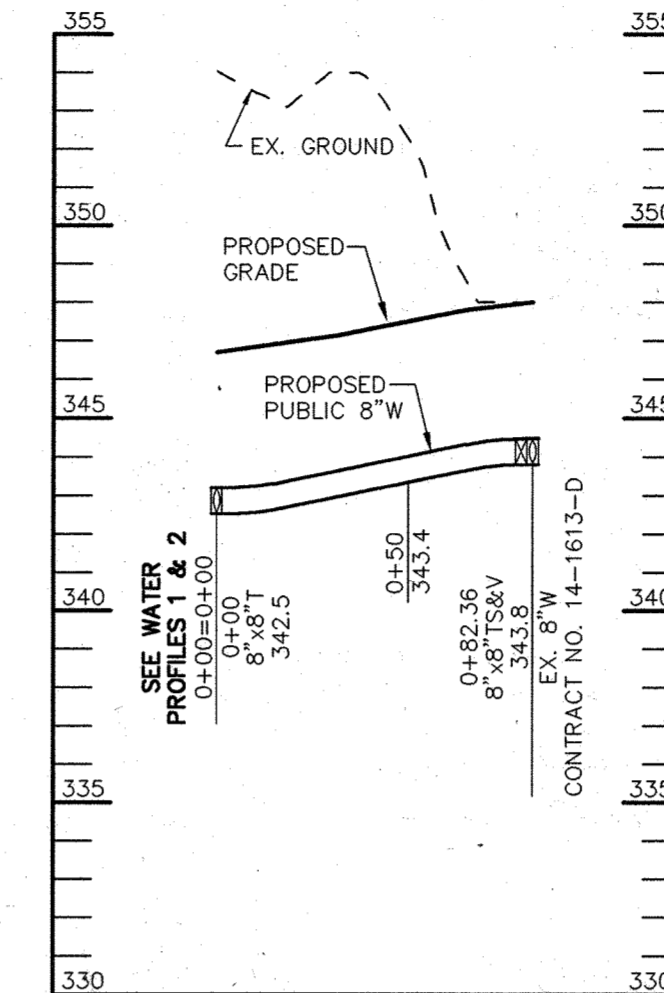 355
355
EX. GROUND
350
350
PROPOSED
GRADE
PROPOSED
PUBLIC 8"W
345
345
SEE WATER
PROFILES 1 & 2
0+00=0+00
0+00
8"x8"T
342.5
0+50
343.4
0+82.36
8"x8"TS&V
343.8
EX. 8"W
CONTRACT NO. 14-1613-D
340
340
335
335
330
330